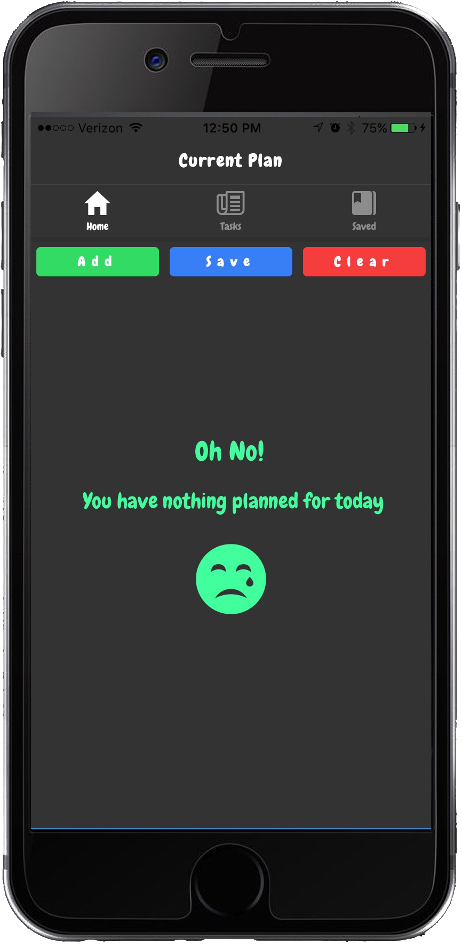 Verizon 12:50 PM 75%
Current Plan
Home Tasks Saved
Add Save Clear
Oh No!
You have nothing planned for today